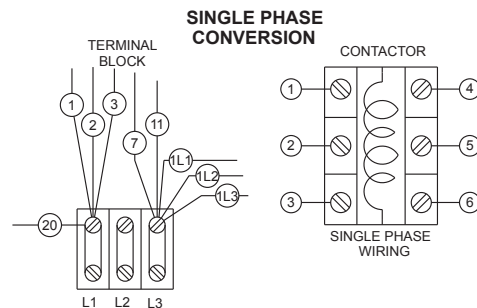 SINGLE PHASE
CONVERSION
TERMINAL
BLOCK
1
2
3
7
11
1L1
1L2
1L3
20
L1 L2 L3
CONTACTOR
1 4
2 5
3 6
SINGLE PHASE
WIRING